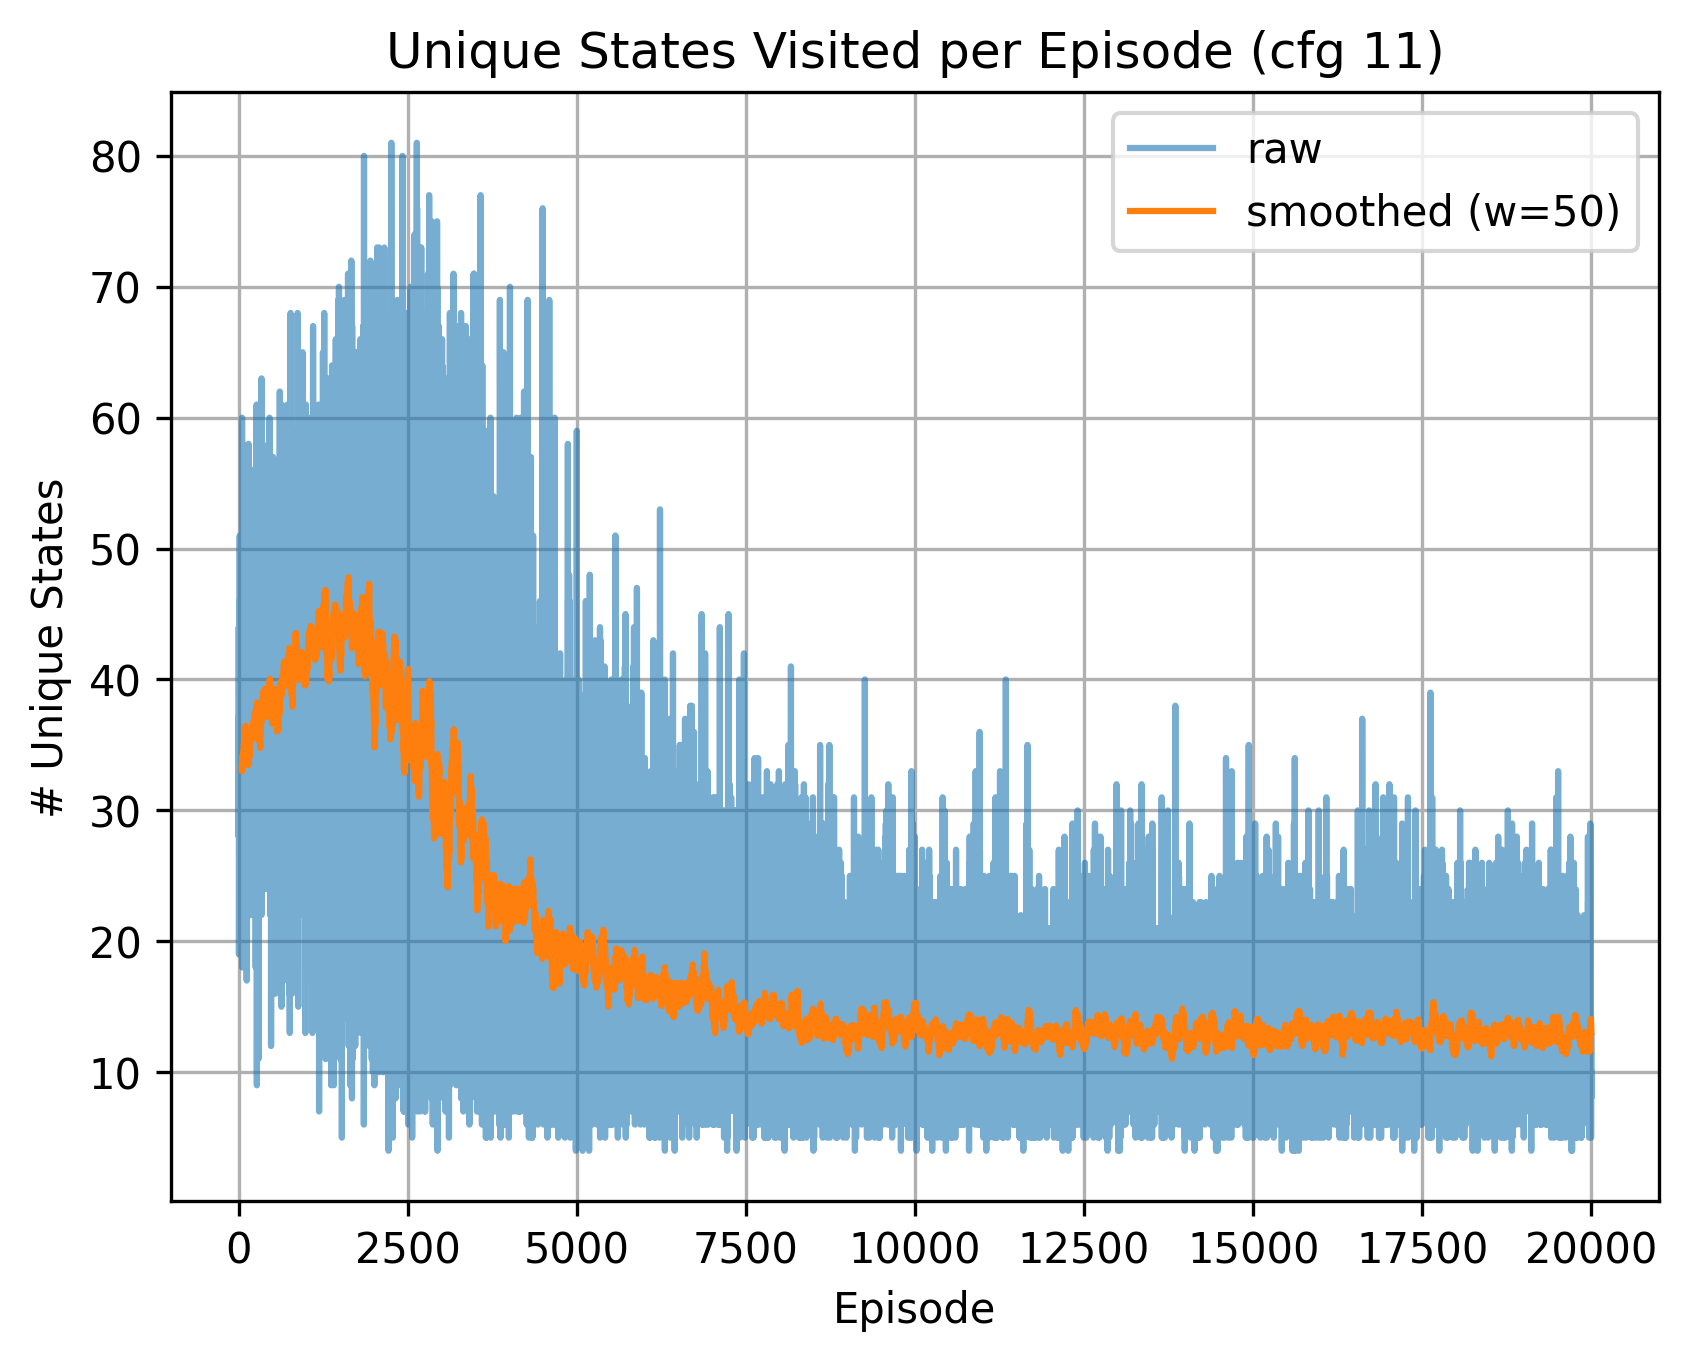 Unique States Visited per Episode (cfg 11)
raw
smoothed (w=50)
# Unique States
80
70
60
50
40
30
20
10
0 2500 5000 7500 10000 12500 15000 17500 20000
Episode